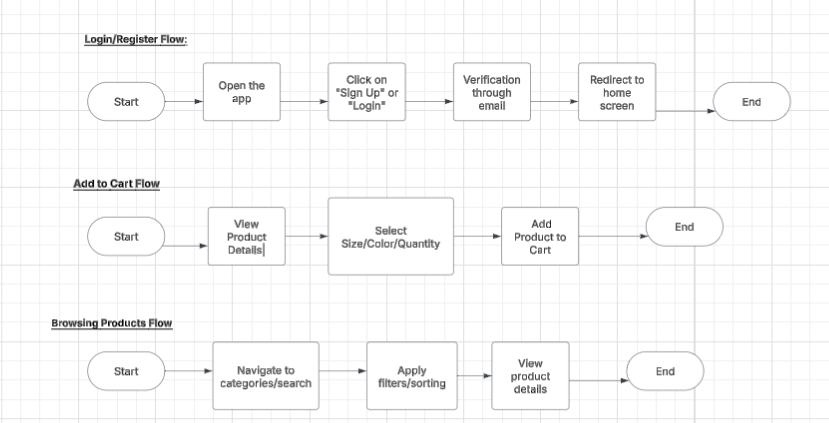 Login/Register Flow:
Start
Open the
app
Click on
"Sign Up" or
"Login"
Verification
through
email
Redirect to
home
screen
End
Add to Cart Flow
Start
View
Product
Details
Select
Size/Color/Quantity
Add
Product to
Cart
End
Browsing Products Flow
Start
Navigate to
categories/search
Apply
filters/sorting
View
product
details
End